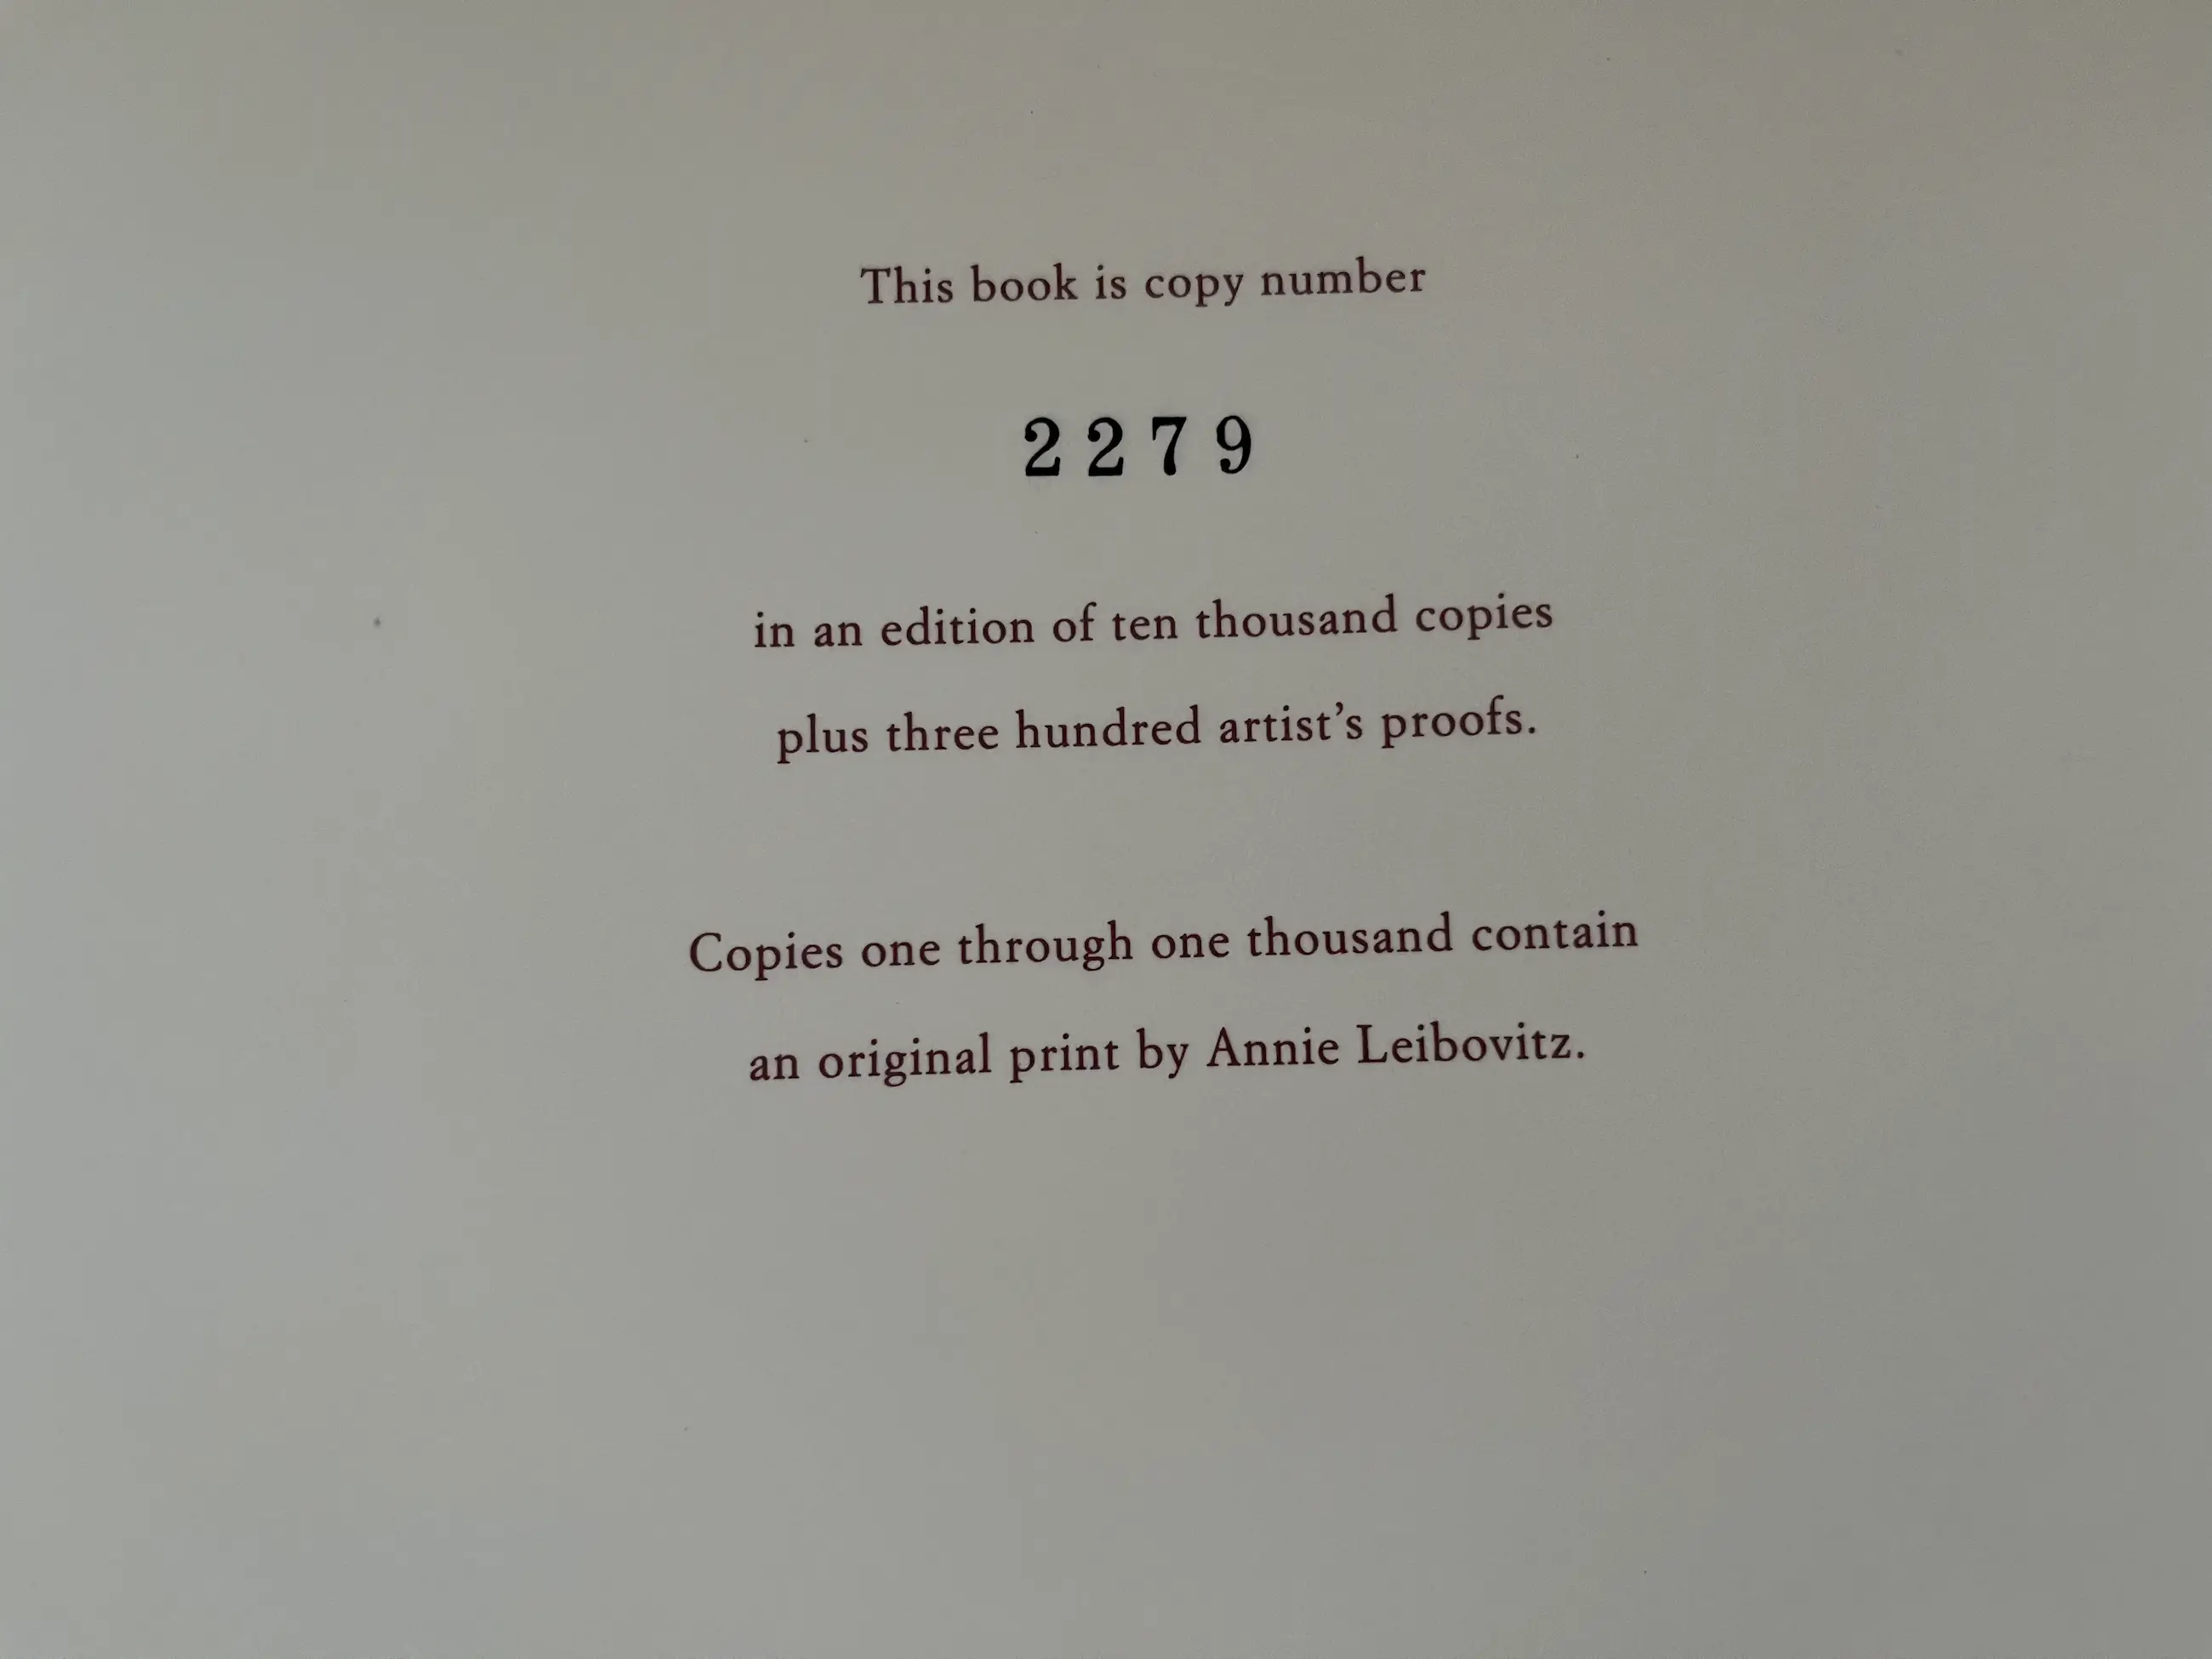 This book is copy number
2279
in an edition of ten thousand copies
plus three hundred artist’s proofs.
Copies one through one thousand contain
an original print by Annie Leibovitz.